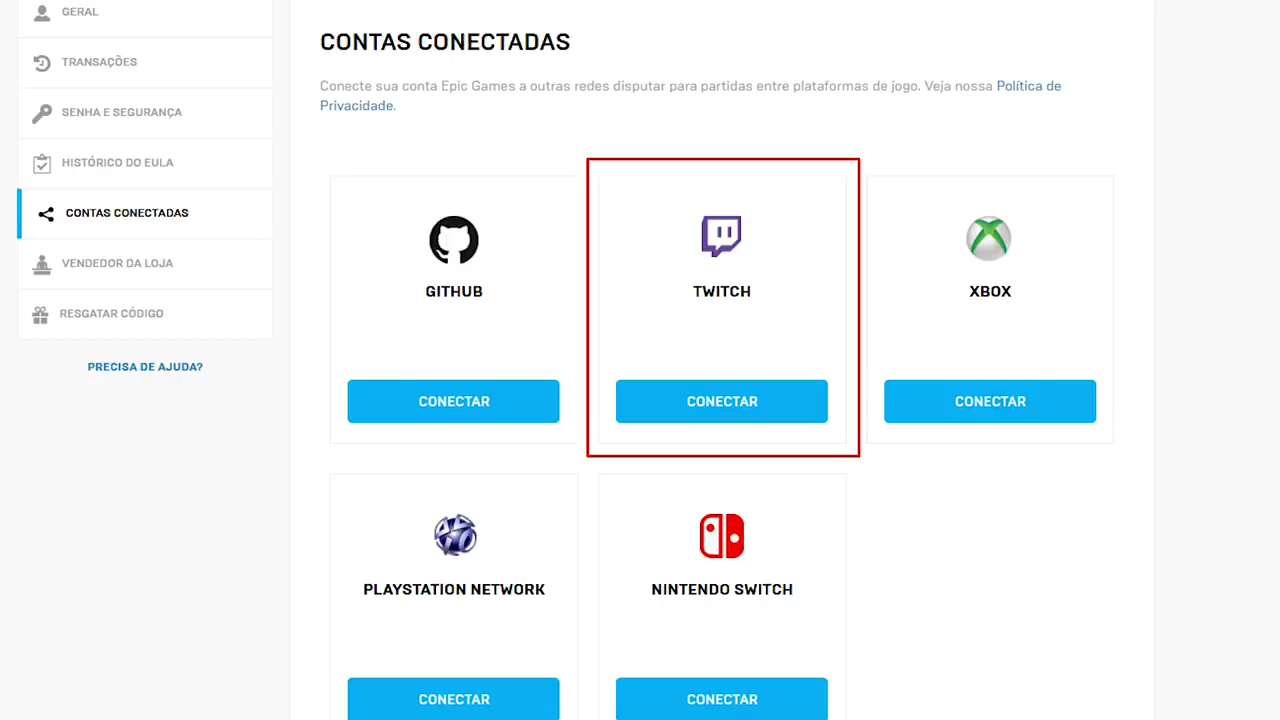 GERAL
TRANSAÇÕES
SENHA E SEGURANÇA
HISTÓRICO DO EULA
CONTAS CONECTADAS
VENDEDOR DA LOJA
RESGATAR CÓDIGO
PRECISA DE AJUDA?
CONTAS CONECTADAS
Conecte sua conta Epic Games a outras redes disputar para partidas entre plataformas de jogo. Veja nossa Política de
Privacidade.
GITHUB
CONECTAR
TWITCH
CONECTAR
XBOX
CONECTAR
PLAYSTATION NETWORK
CONECTAR
NINTENDO SWITCH
CONECTAR